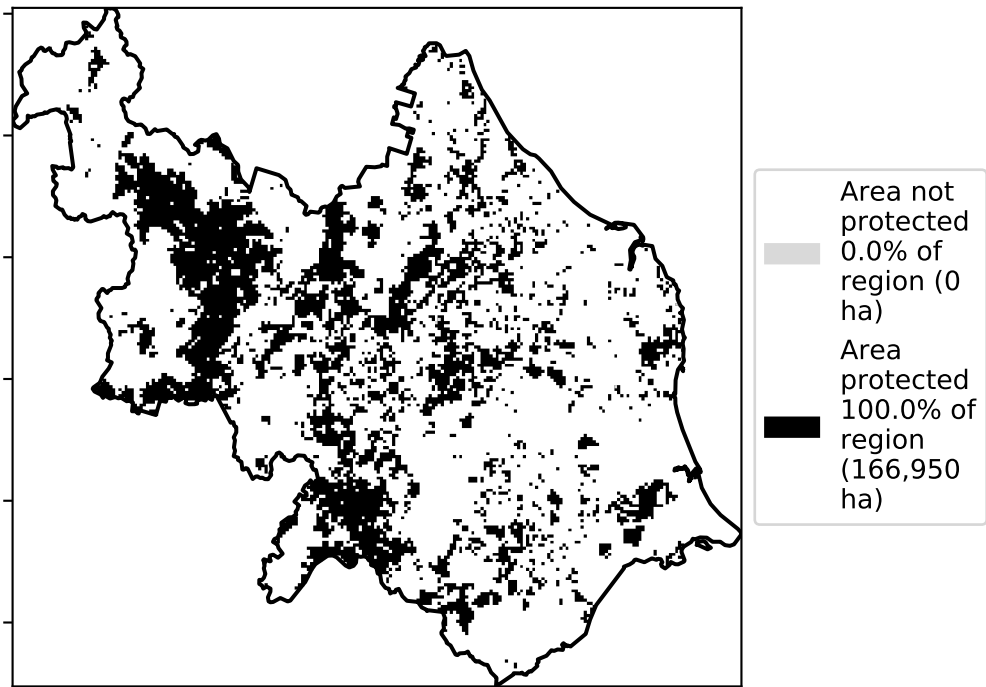 Area not
protected
0.0% of
region (0
ha)
Area
protected
100.0% of
region
(166,950
ha)